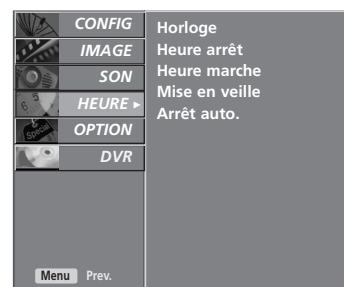 CONFIG
IMAGE
SON
HEURE ►
OPTION
DVR
Horloge
Heure arrêt
Heure marche
Mise en veille
Arrêt auto.
Menu Prev.